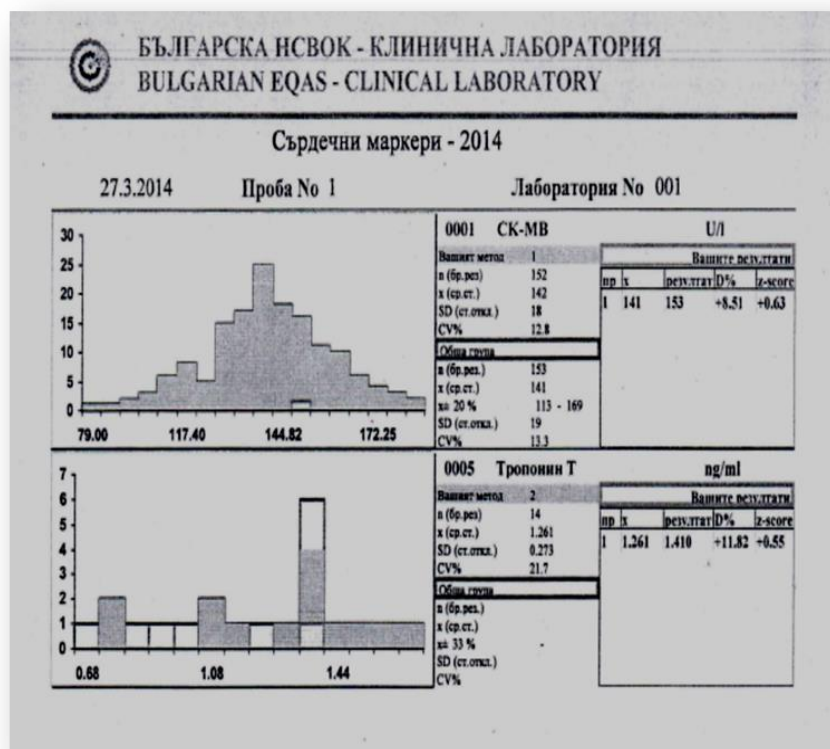 БЪЛГАРСКА НСВОК - КЛИНИЧНА ЛАБОРАТОРИЯ
BULGARIAN EQAS - CLINICAL LABORATORY
Сърдечни маркери - 2014
27.3.2014 Проба No 1 Лаборатория No 001
30
25
20
15
10
5
0
79.00 117.40 144.82 172.25
0001 СК-МВ U/l
Вашият метод 1
n (бр.рез) 152
x (ср.ст.) 142
SD (ст.откл.) 18
CV% 12.8
Обща група
n (бр.рез.) 153
x (ср.ст.) 141
x± 20 % 113 - 169
SD (ст.откл.) 19
CV% 13.3
Вашите резултати
пр x резултат D% z-score
1 141 153 +8.51 +0.63
7
6
5
4
3
2
1
0
0.68 1.08 1.44
0005 Тропонин Т ng/ml
Вашият метод 2
n (бр.рез) 14
x (ср.ст.) 1.261
SD (ст.откл.) 0.273
CV% 21.7
Обща група
n (бр.рез.)
x (ср.ст.)
x± 33 %
SD (ст.откл.)
CV%
Вашите резултати
пр x резултат D% z-score
1 1.261 1.410 +11.82 +0.55